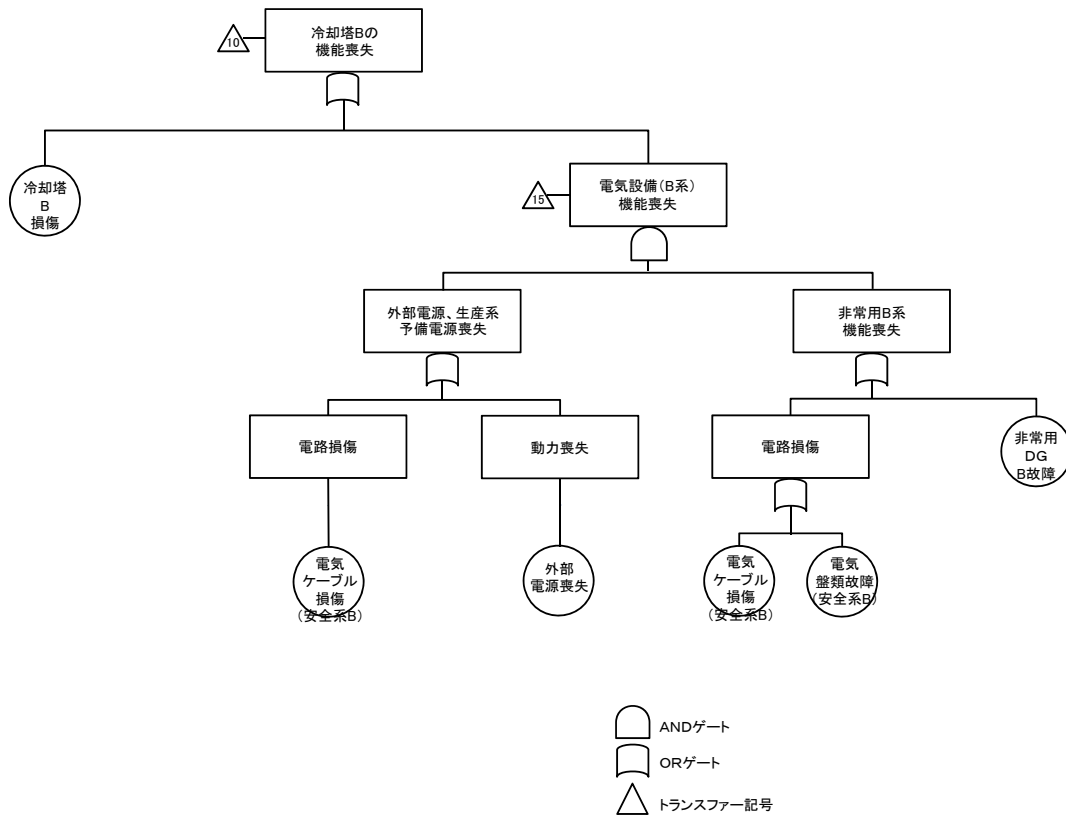 冷却塔Bの
機能喪失
10
冷却塔
B
損傷
電気設備(B系)
機能喪失
15
外部電源、生産系
予備電源喪失
非常用B系
機能喪失
電路損傷
動力喪失
電路損傷
非常用
DG
B故障
電気
ケーブル
損傷
(安全系B)
外部
電源喪失
電気
ケーブル
損傷
(安全系B)
電気
盤類故障
(安全系B)
ANDゲート
ORゲート
トランスファー記号